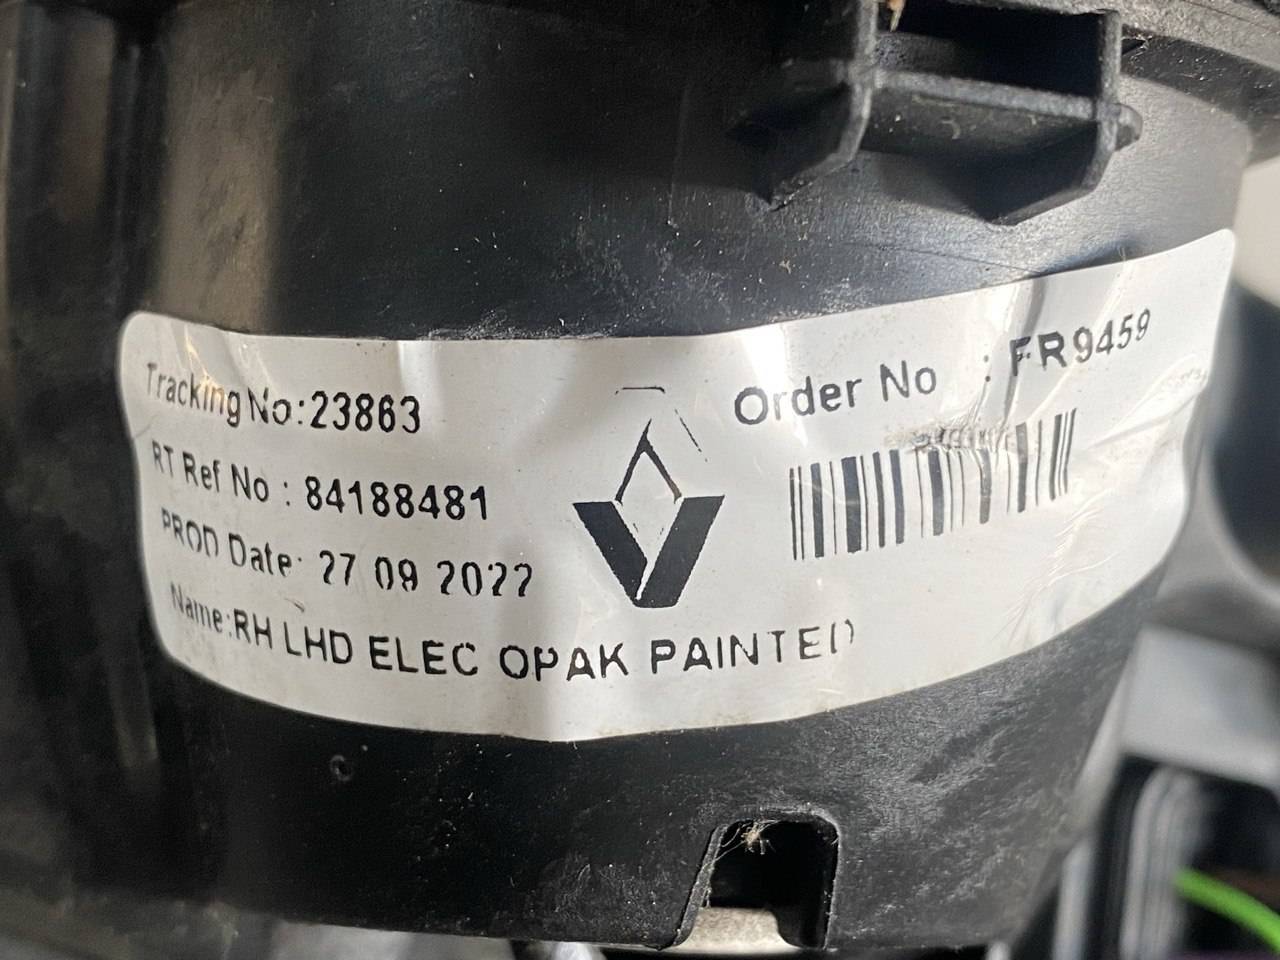 Tracking No:23863
Order No : FR9459
RT Ref No : 84188481
PROD Date: 27 09 2022
Name:RH LHD ELEC OPAK PAINTED